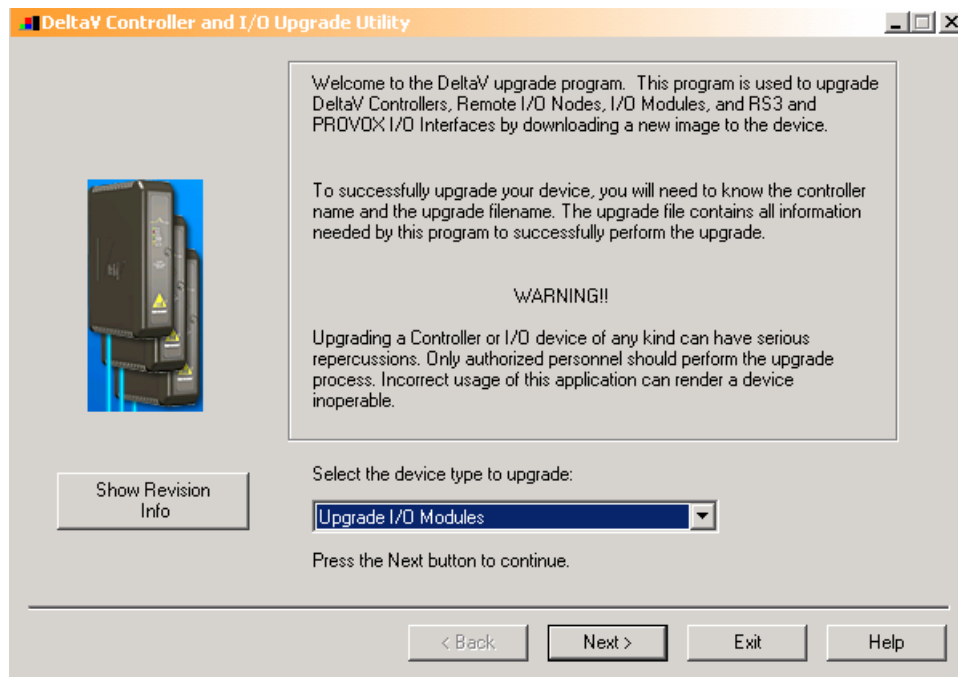 DeltaV Controller and I/O Upgrade Utility
Welcome to the DeltaV upgrade program. This program is used to upgrade
DeltaV Controllers, Remote I/O Nodes, I/O Modules, and RS3 and
PROVOX I/O Interfaces by downloading a new image to the device.
To successfully upgrade your device, you will need to know the controller
name and the upgrade filename. The upgrade file contains all information
needed by this program to successfully perform the upgrade.
WARNING!!
Upgrading a Controller or I/O device of any kind can have serious
repercussions. Only authorized personnel should perform the upgrade
process. Incorrect usage of this application can render a device
inoperable.
Show Revision
Info
Select the device type to upgrade:
Upgrade I/O Modules
Press the Next button to continue.
< Back
Next >
Exit
Help